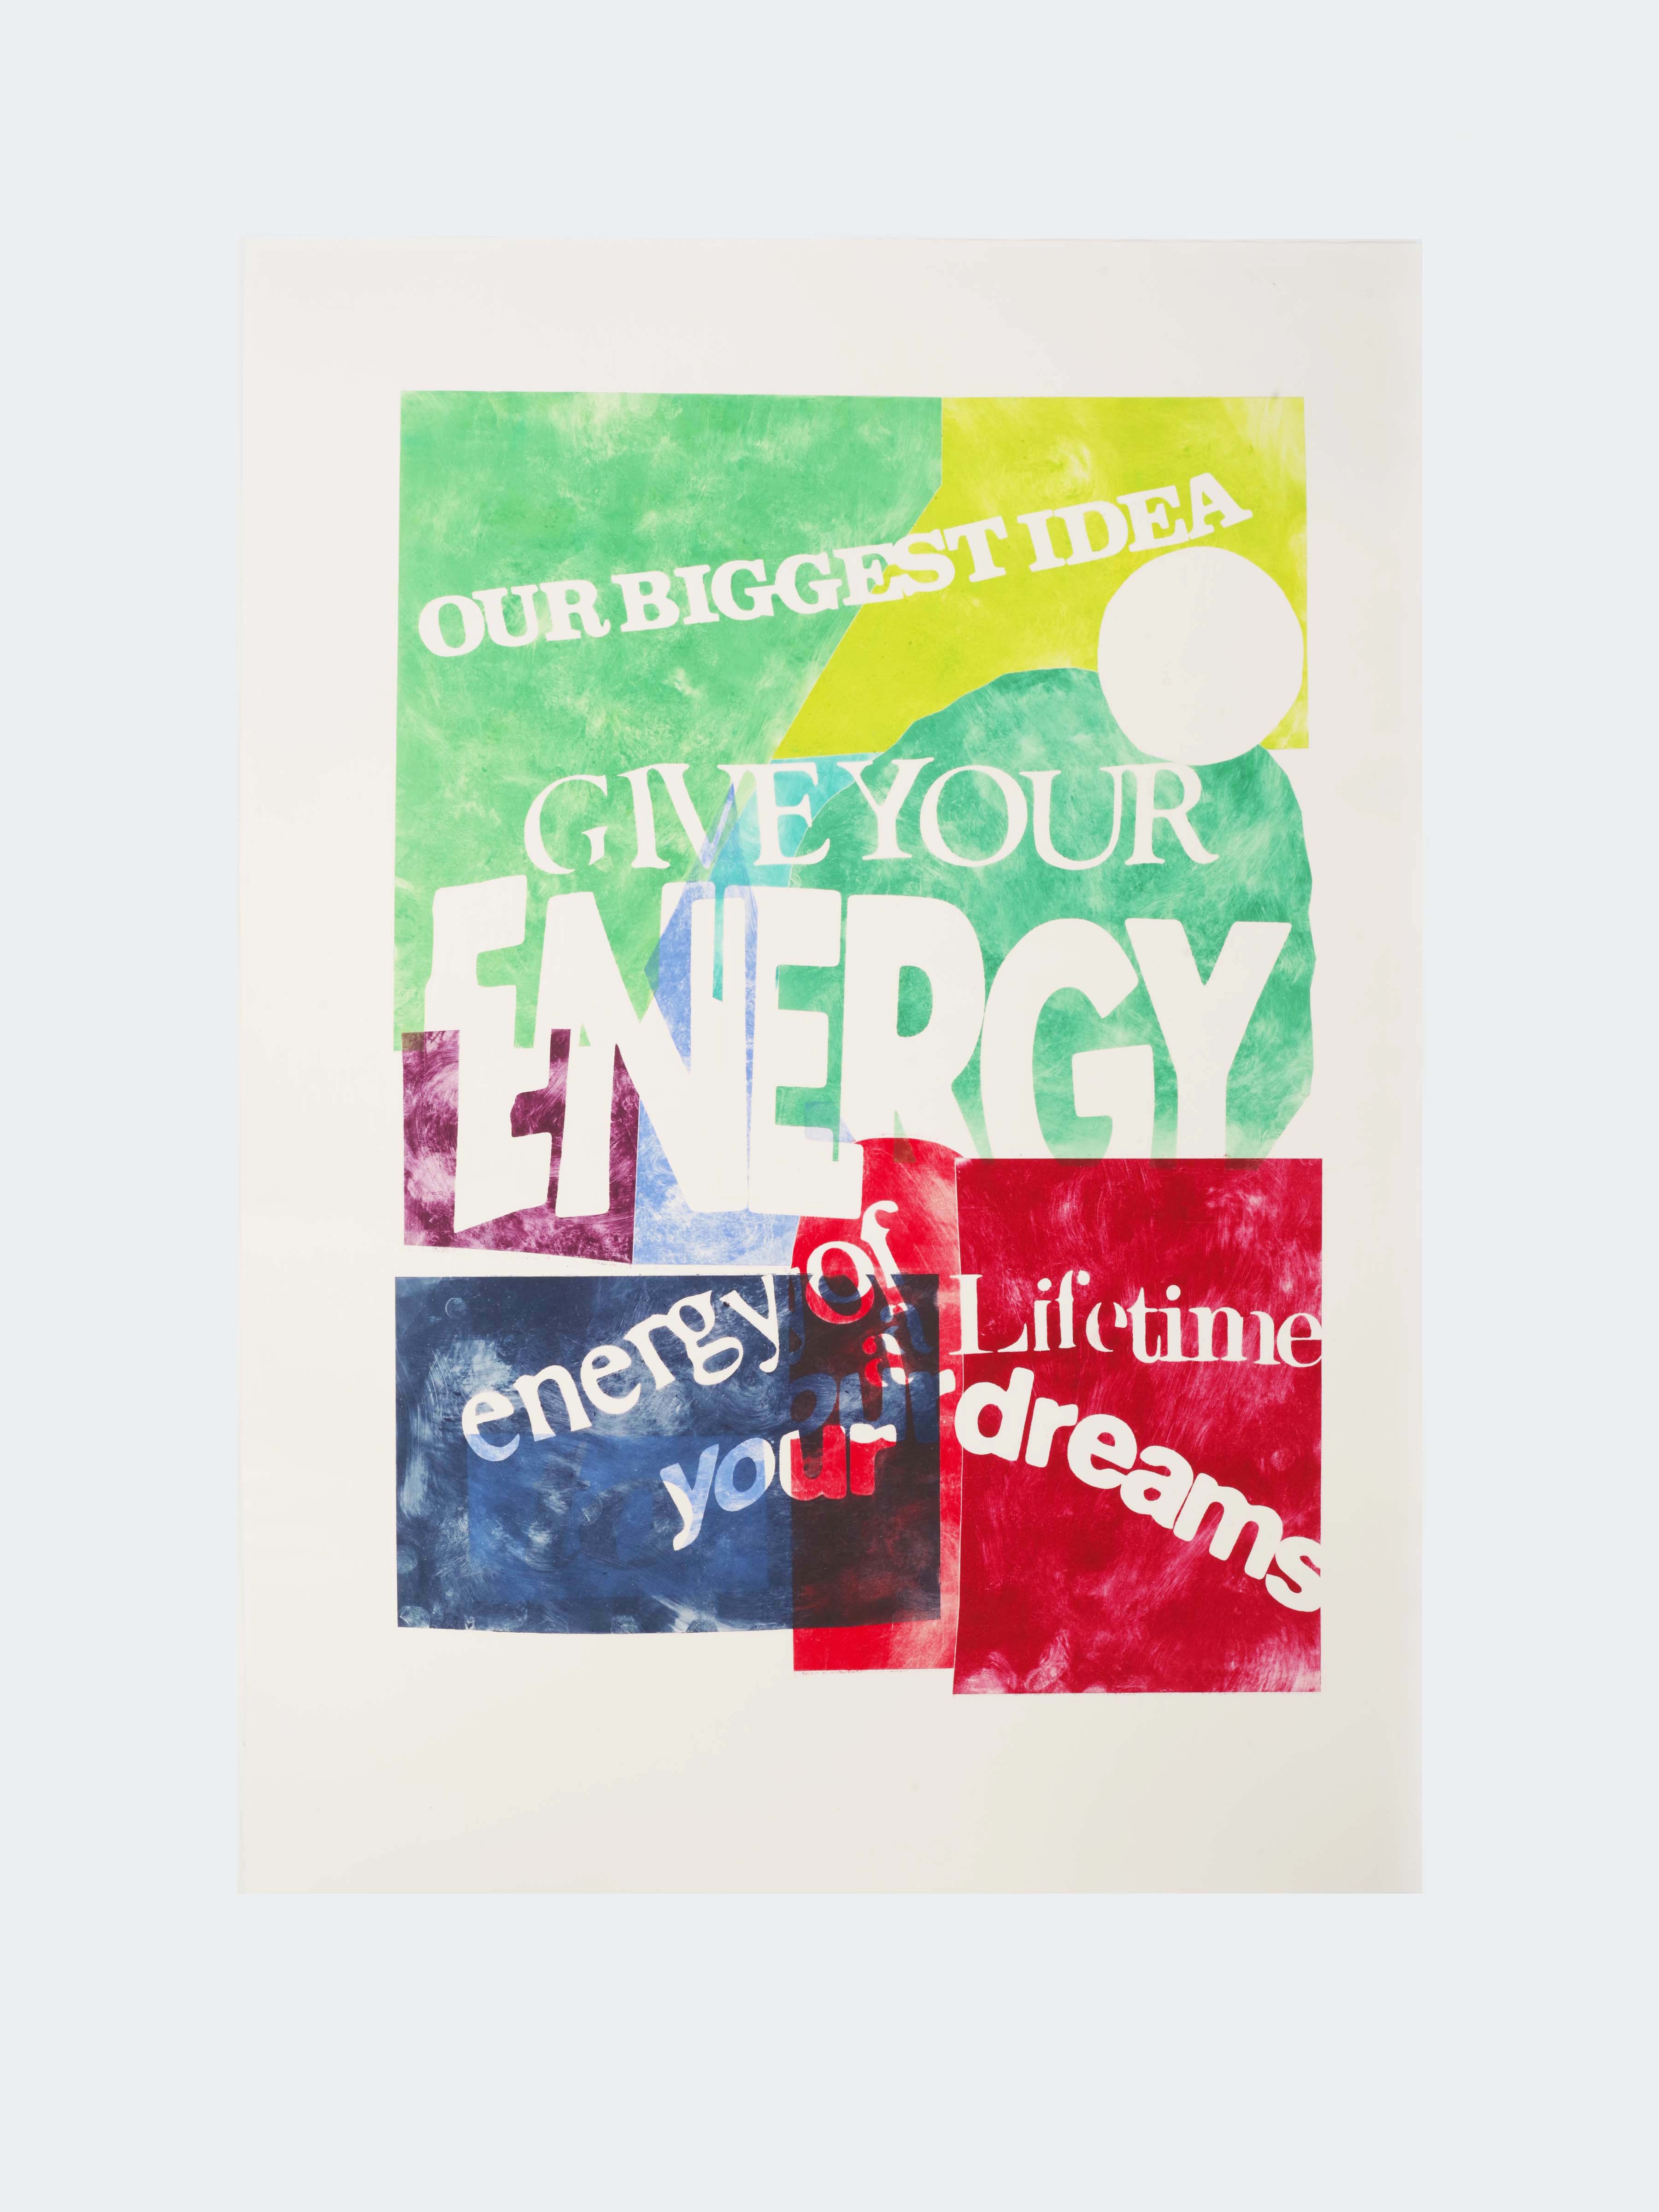 OUR BIGGEST IDEA
GIVE YOUR
ENERGY
energy of a Lifetime
your dreams